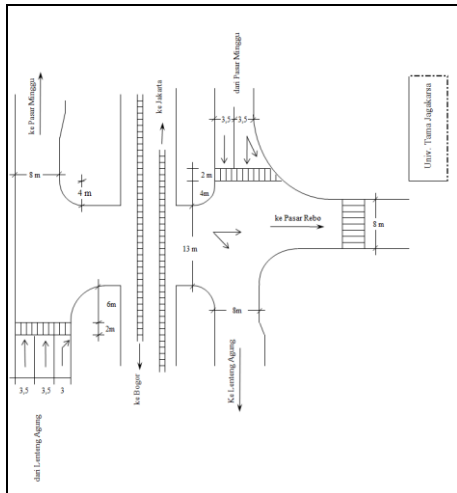 ke Pasar Minggu
ke Jakarta
dari Pasar Minggu
Univ. Tama Jagakarsa
3,5
3,5
8 m
2 m
4 m
4m
ke Pasar Rebo
8 m
13 m
6m
2m
8m
ke Bogor
Ke Lenteng Agung
3,5
3,5
3
dari Lenteng Agung